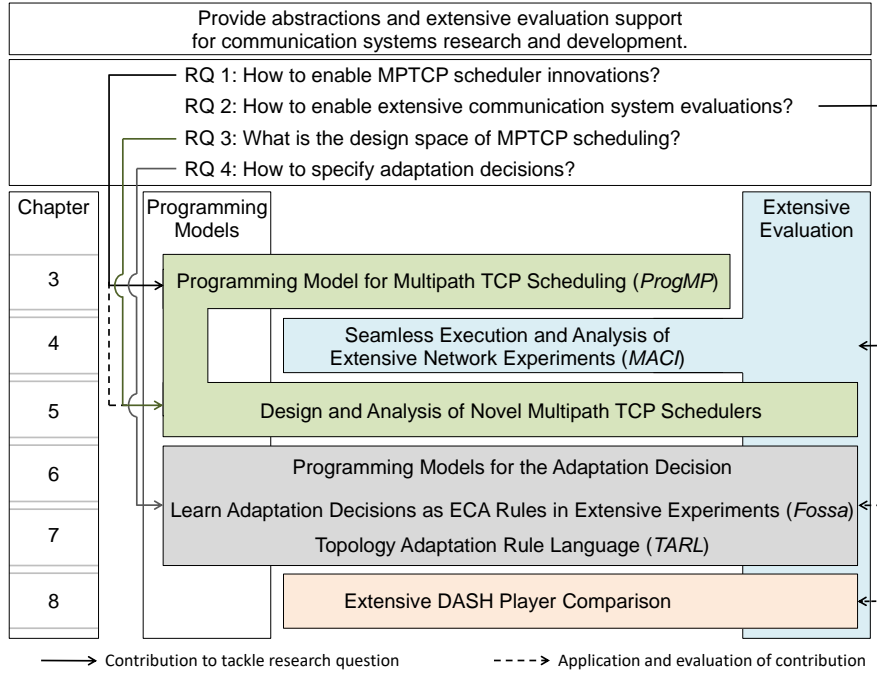 Provide abstractions and extensive evaluation support
for communication systems research and development.
RQ 1: How to enable MPTCP scheduler innovations?
RQ 2: How to enable extensive communication system evaluations?
RQ 3: What is the design space of MPTCP scheduling?
RQ 4: How to specify adaptation decisions?
Chapter
Programming
Models
Extensive
Evaluation
3
Programming Model for Multipath TCP Scheduling (ProgMP)
4
Seamless Execution and Analysis of
Extensive Network Experiments (MACI)
5
Design and Analysis of Novel Multipath TCP Schedulers
6
Programming Models for the Adaptation Decision
Learn Adaptation Decisions as ECA Rules in Extensive Experiments (Fossa)
7
Topology Adaptation Rule Language (TARL)
8
Extensive DASH Player Comparison
Contribution to tackle research question
Application and evaluation of contribution